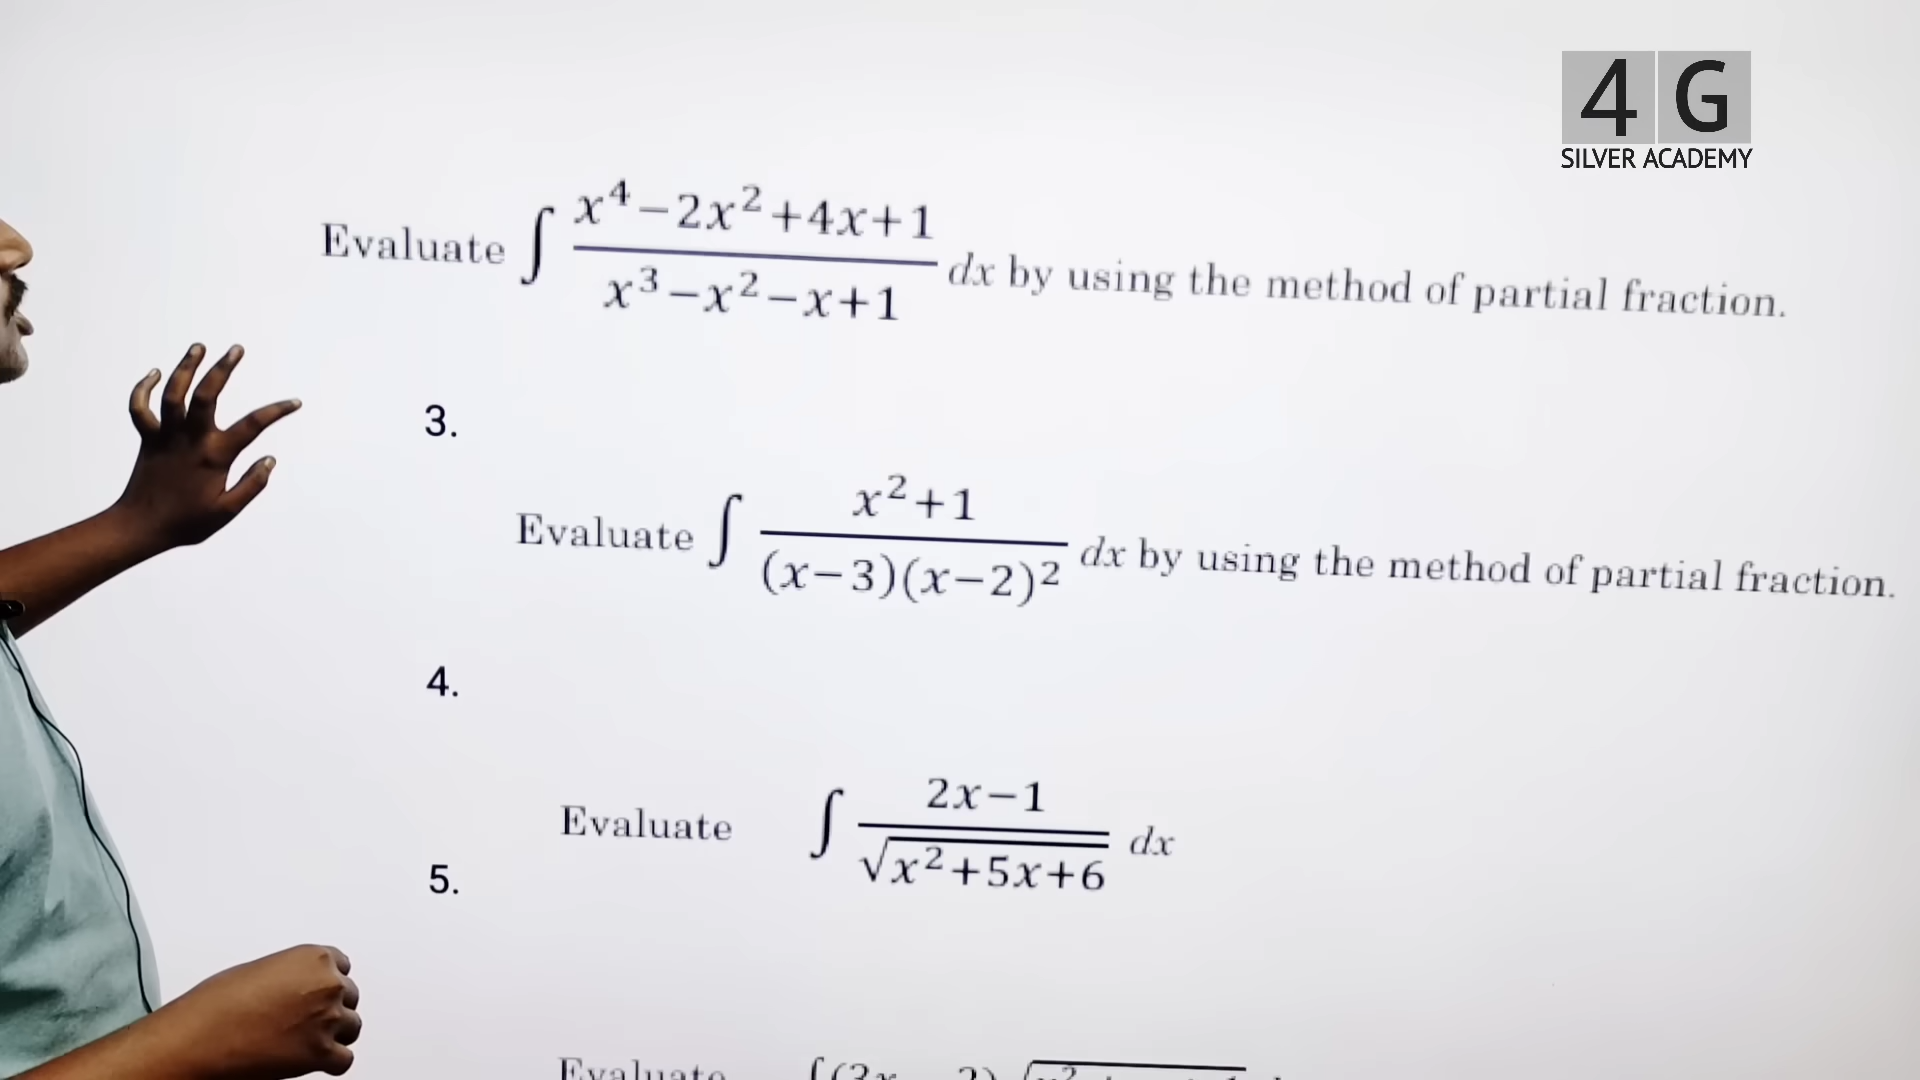 4G
SILVER ACADEMY
Evaluate ∫ (x⁴−2x²+4x+1)/(x³−x²−x+1) dx by using the method of partial fraction.
3.
Evaluate ∫ (x²+1)/((x−3)(x−2)²) dx by using the method of partial fraction.
4.
Evaluate ∫ (2x−1)/√(x²+5x+6) dx
5.
Evaluate